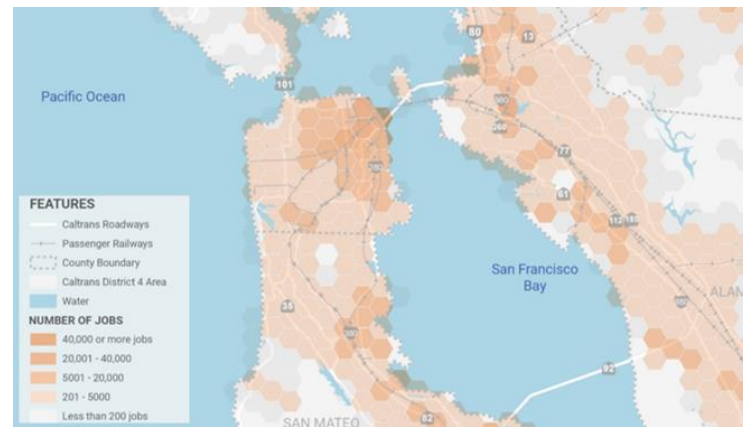 80
13
101
Pacific Ocean
980
260
77
280
61
FEATURES
Caltrans Roadways
112
185
Passenger Railways
County Boundary
San Francisco
Bay
Caltrans District 4 Area
ALAM
Water
35
NUMBER OF JOBS
40,000 or more jobs
20,001 - 40,000
5001 - 20,000
92
201 - 5000
Less than 200 jobs
SAN MATEO
82